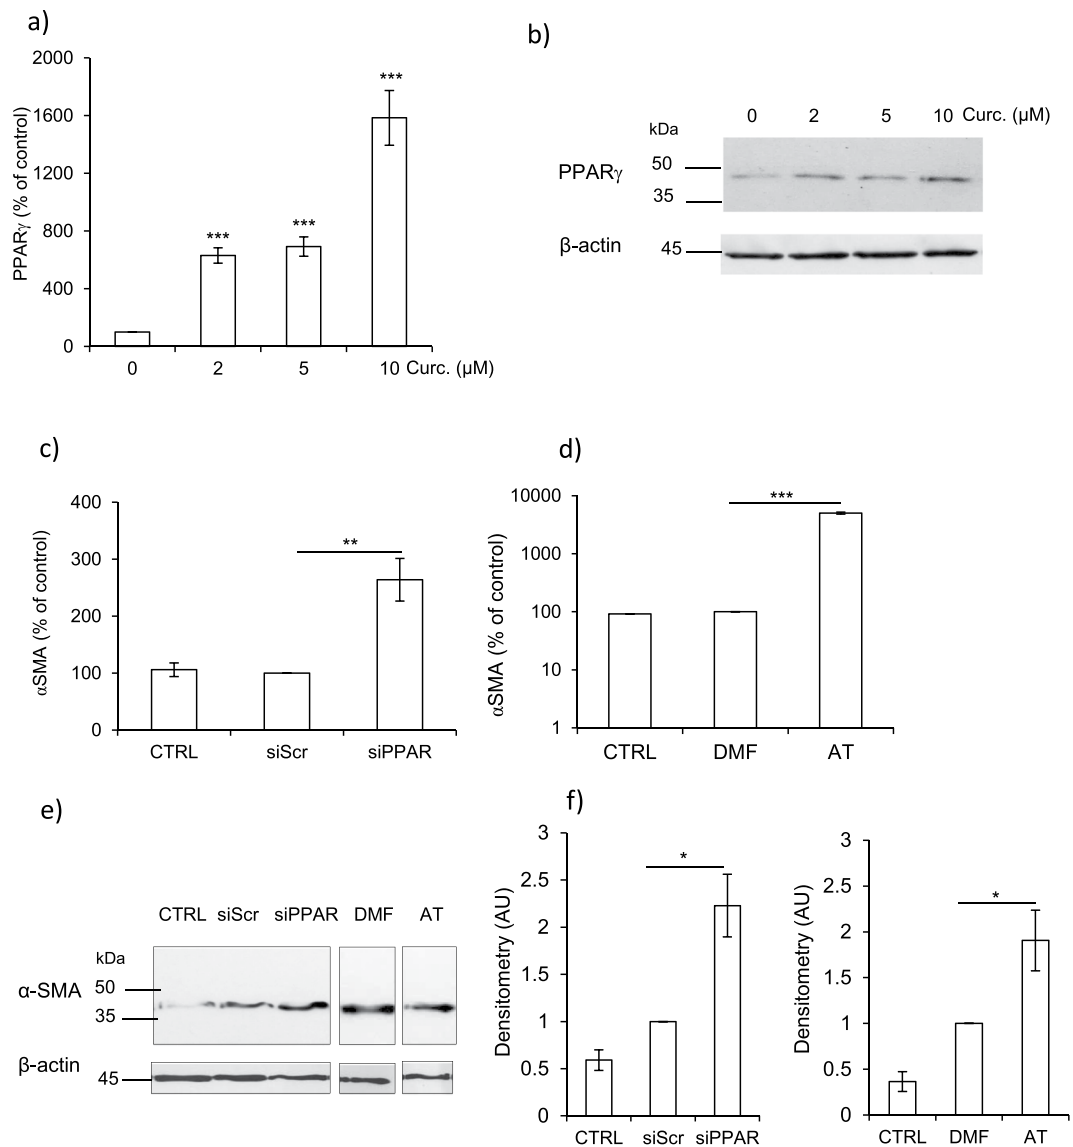 a)
PPARγ (% of control)
2000
1600
1200
800
400
0
***
***
***
0 2 5 10 Curc. (µM)
b)
0 2 5 10 Curc. (µM)
kDa
PPARγ
50
35
β-actin
45
c)
αSMA (% of control)
400
300
250
200
100
0
**
CTRL siScr siPPAR
d)
αSMA (% of control)
10000
1000
100
10
1
***
CTRL DMF AT
e)
CTRL siScr siPPAR DMF AT
kDa
α-SMA
50
35
β-actin
45
f)
Densitometry (AU)
3
2.5
2
1
0.5
0
*
CTRL siScr siPPAR
Densitometry (AU)
3
2.5
2
1.5
1
0.5
0
*
CTRL DMF AT